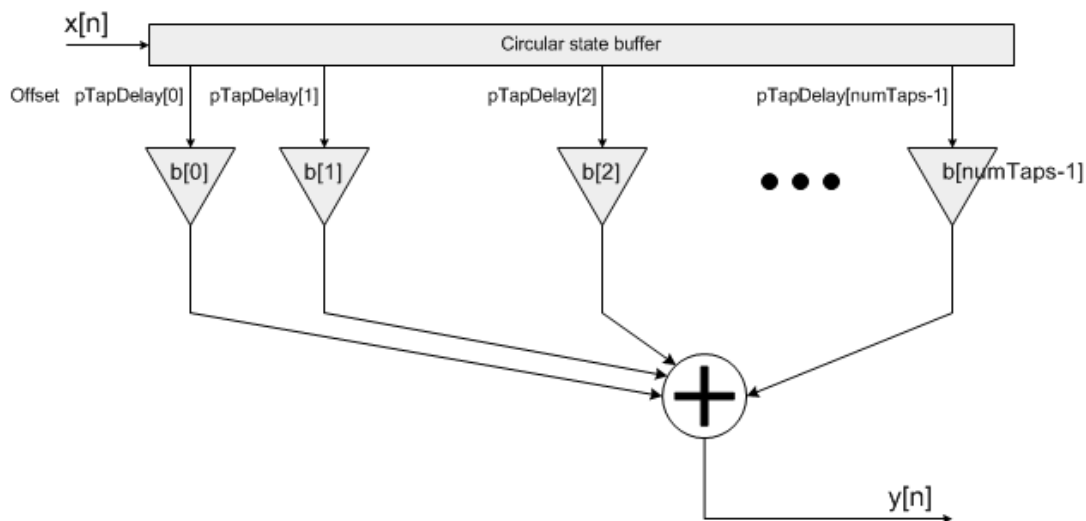 x[n]
Circular state buffer
Offset pTapDelay[0] pTapDelay[1] pTapDelay[2] pTapDelay[numTaps-1]
b[0] b[1] b[2] b[numTaps-1]
y[n]